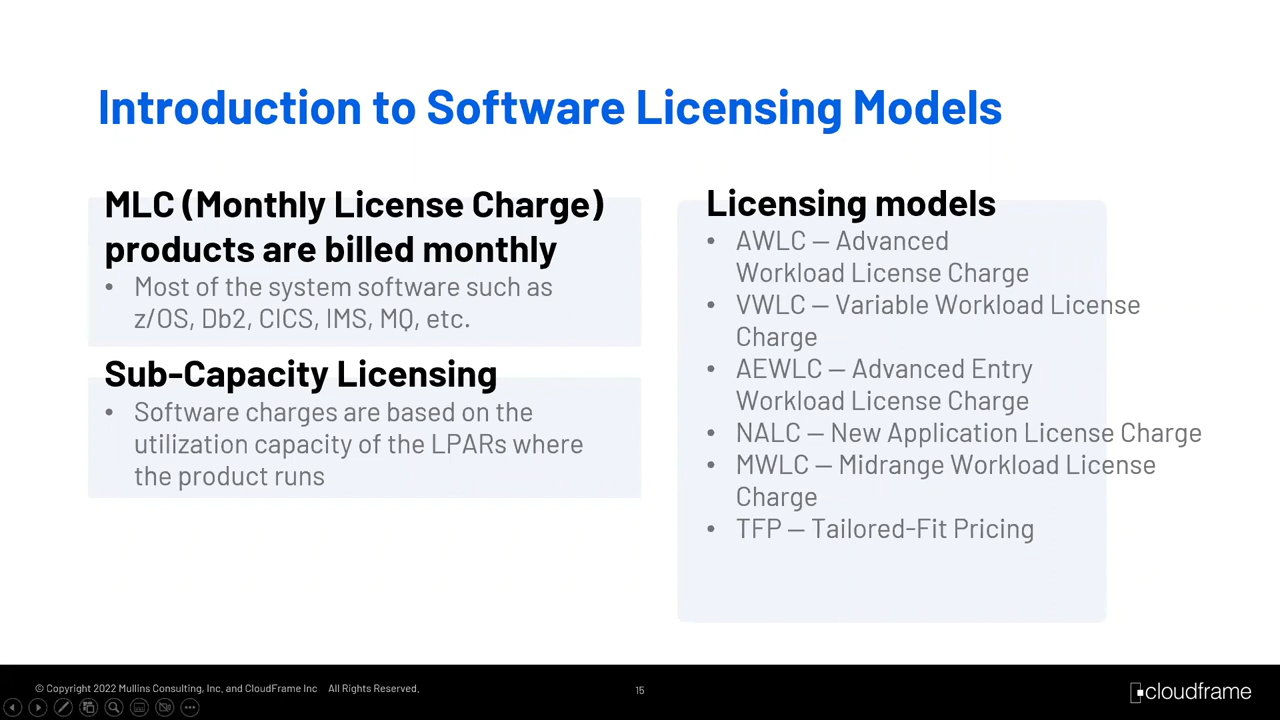 Introduction to Software Licensing Models
MLC (Monthly License Charge)
products are billed monthly
• Most of the system software such as
z/OS, Db2, CICS, IMS, MQ, etc.
Sub-Capacity Licensing
• Software charges are based on the
utilization capacity of the LPARs where
the product runs
Licensing models
• AWLC – Advanced
Workload License Charge
• VWLC – Variable Workload License
Charge
• AEWLC – Advanced Entry
Workload License Charge
• NALC – New Application License Charge
• MWLC – Midrange Workload License
Charge
• TFP – Tailored-Fit Pricing
© Copyright 2022 Mullins Consulting, Inc. and CloudFrame Inc All Rights Reserved.
15
cloudframe